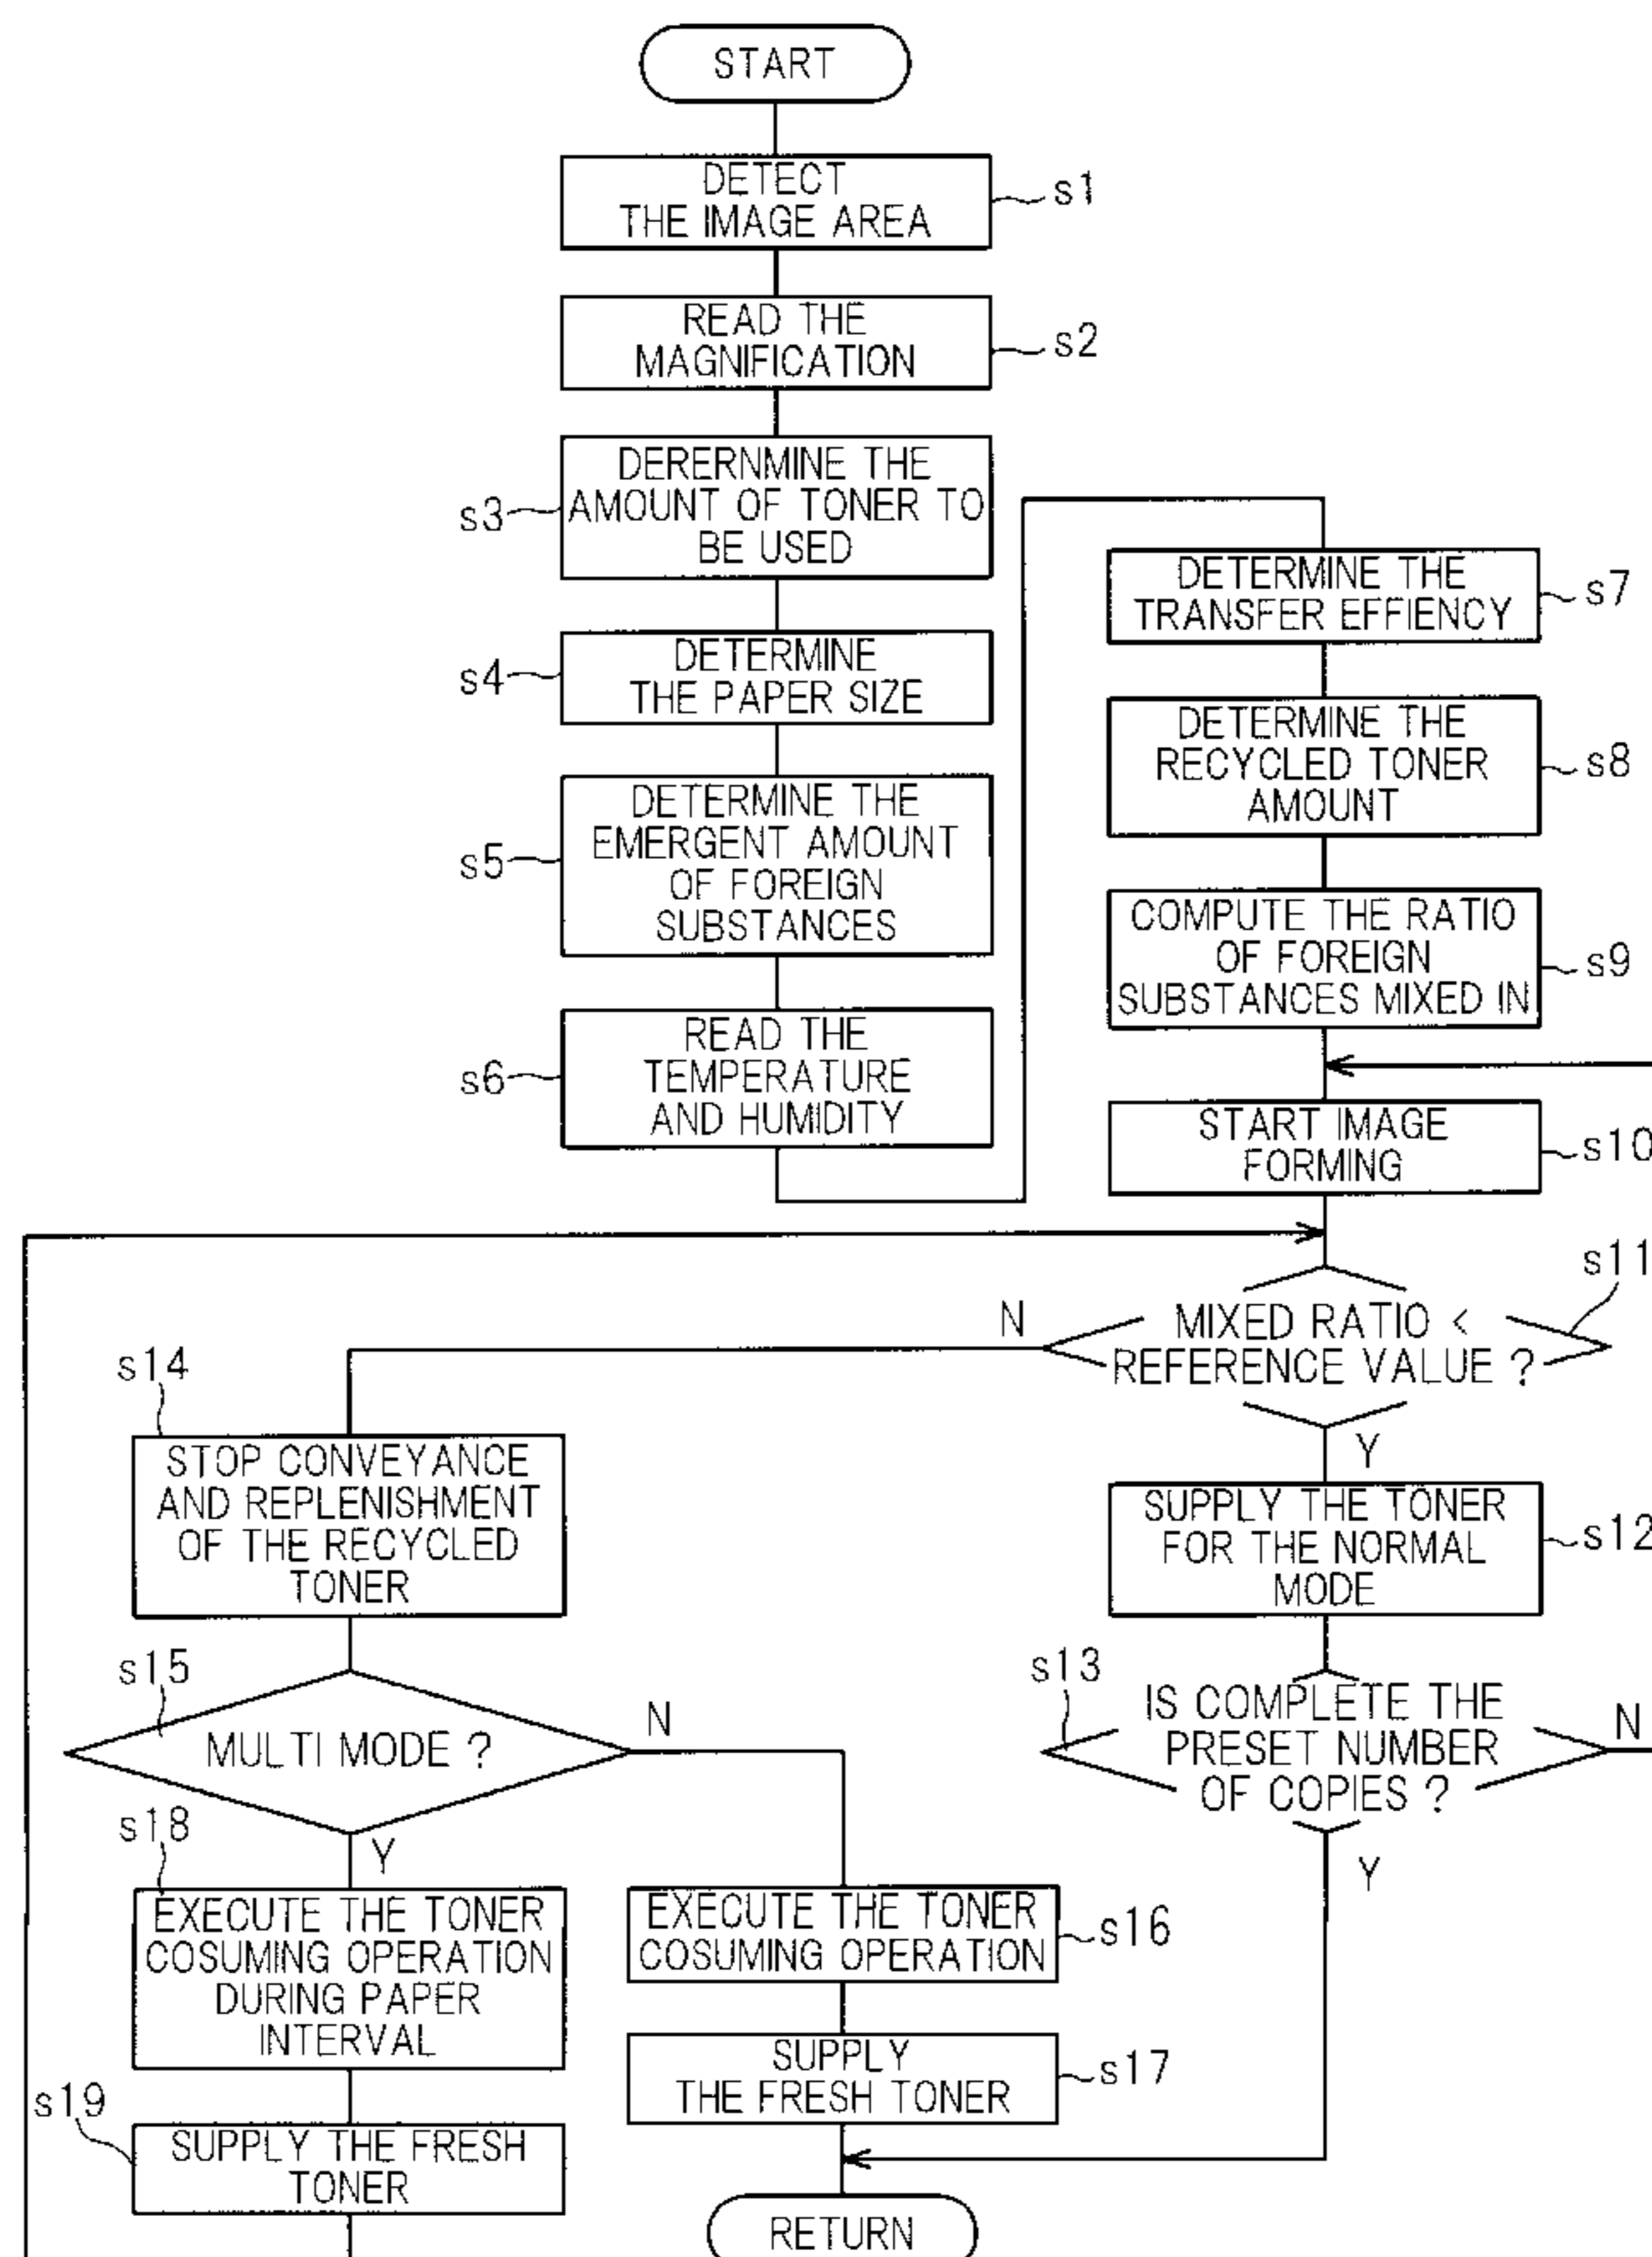 START
DETECT
THE IMAGE AREA
s1
READ THE
MAGNIFICATION
s2
DERERNMINE THE
AMOUNT OF TONER TO
BE USED
s3
DETERMINE
THE PAPER SIZE
s4
DETERMINE THE
EMERGENT AMOUNT
OF FOREIGN
SUBSTANCES
s5
READ THE
TEMPERATURE
AND HUMIDITY
s6
DETERMINE THE
TRANSFER EFFIENCY
s7
DETERMINE THE
RECYCLED TONER
AMOUNT
s8
COMPUTE THE RATIO
OF FOREIGN
SUBSTANCES MIXED IN
s9
START IMAGE
FORMING
s10
MIXED RATIO <
REFERENCE VALUE ?
s11
N
Y
SUPPLY THE TONER
FOR THE NORMAL
MODE
s12
s13
IS COMPLETE THE
PRESET NUMBER
OF COPIES ?
N
Y
s14
STOP CONVEYANCE
AND REPLENISHMENT
OF THE RECYCLED
TONER
s15
MULTI MODE ?
N
Y
EXECUTE THE TONER
COSUMING OPERATION
s16
SUPPLY
THE FRESH TONER
s17
s18
EXECUTE THE TONER
COSUMING OPERATION
DURING PAPER
INTERVAL
s19
SUPPLY THE FRESH
TONER
RETURN